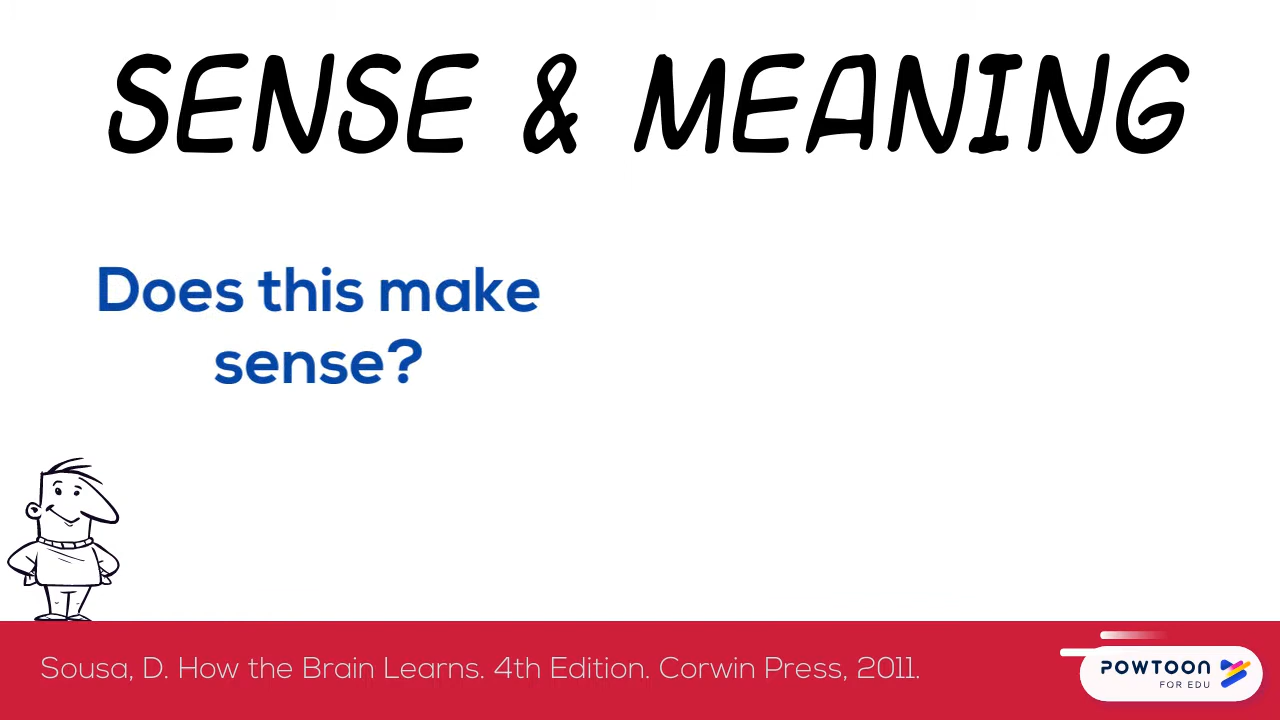 SENSE & MEANING
Does this make
sense?
Sousa, D. How the Brain Learns. 4th Edition. Corwin Press, 2011.
POWTOON
FOR EDU